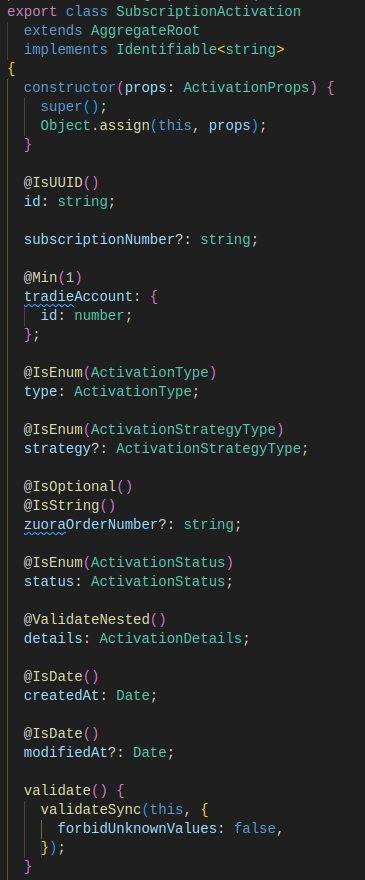 export class SubscriptionActivation
extends AggregateRoot
implements Identifiable<string>
{
constructor(props: ActivationProps) {
super();
Object.assign(this, props);
}
@IsUUID()
id: string;
subscriptionNumber?: string;
@Min(1)
tradieAccount: {
id: number;
};
@IsEnum(ActivationType)
type: ActivationType;
@IsEnum(ActivationStrategyType)
strategy?: ActivationStrategyType;
@IsOptional()
@IsString()
zuoraOrderNumber?: string;
@IsEnum(ActivationStatus)
status: ActivationStatus;
@ValidateNested()
details: ActivationDetails;
@IsDate()
createdAt: Date;
@IsDate()
modifiedAt?: Date;
validate() {
validateSync(this, {
forbidUnknownValues: false,
});
}